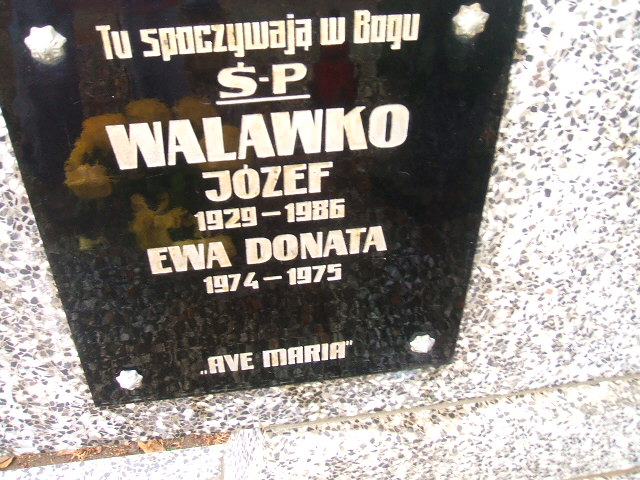 Tu spoczywają w Bogu
Ś-P
WALAWKO
JÓZEF
1929 – 1986
EWA DONATA
1974 – 1975
„AVE MARIA”